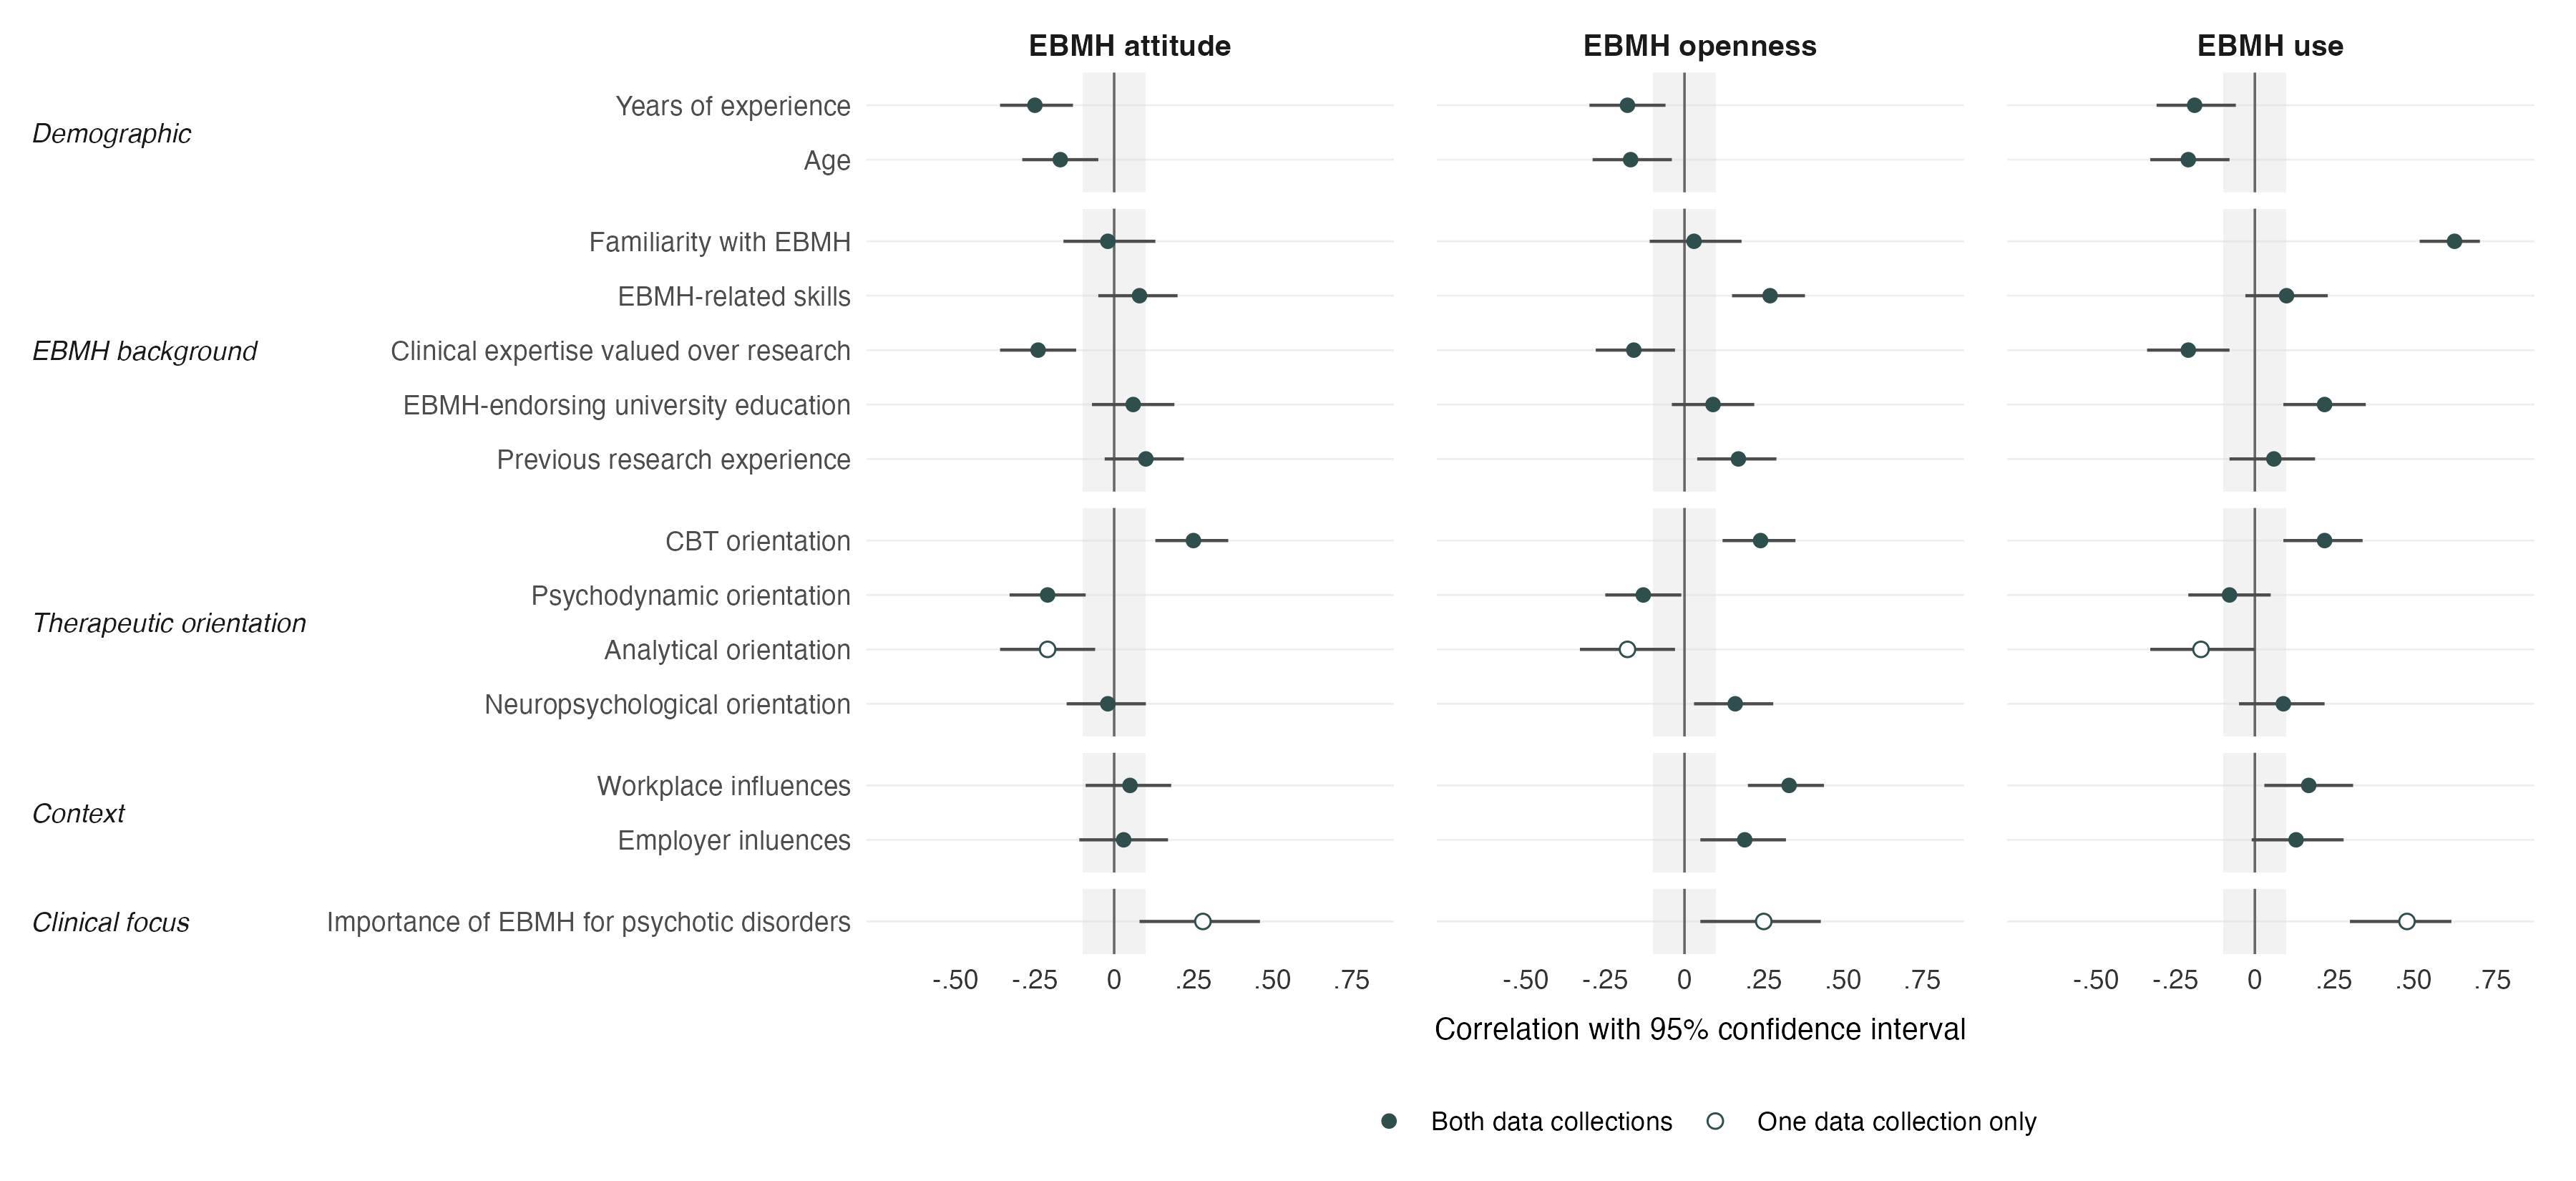 EBMH attitude
EBMH openness
EBMH use
Demographic
Years of experience
Age
EBMH background
Familiarity with EBMH
EBMH-related skills
Clinical expertise valued over research
EBMH-endorsing university education
Previous research experience
Therapeutic orientation
CBT orientation
Psychodynamic orientation
Analytical orientation
Neuropsychological orientation
Context
Workplace influences
Employer inluences
Clinical focus
Importance of EBMH for psychotic disorders
-.50 -.25 0 .25 .50 .75
-.50 -.25 0 .25 .50 .75
-.50 -.25 0 .25 .50 .75
Correlation with 95% confidence interval
Both data collections
One data collection only